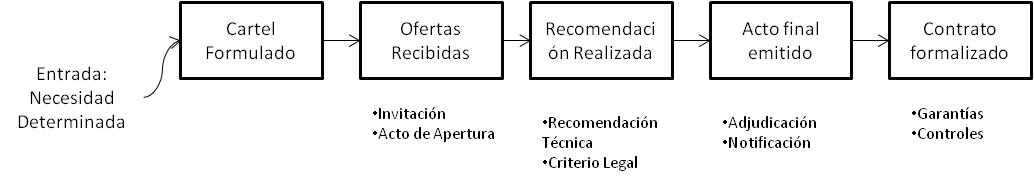 Entrada:
Necesidad
Determinada
Cartel
Formulado
Ofertas
Recibidas
Recomendaci
ón Realizada
Acto final
emitido
Contrato
formalizado
•Invitación
•Acto de Apertura
•Recomendación
Técnica
•Criterio Legal
•Adjudicación
•Notificación
•Garantías
•Controles